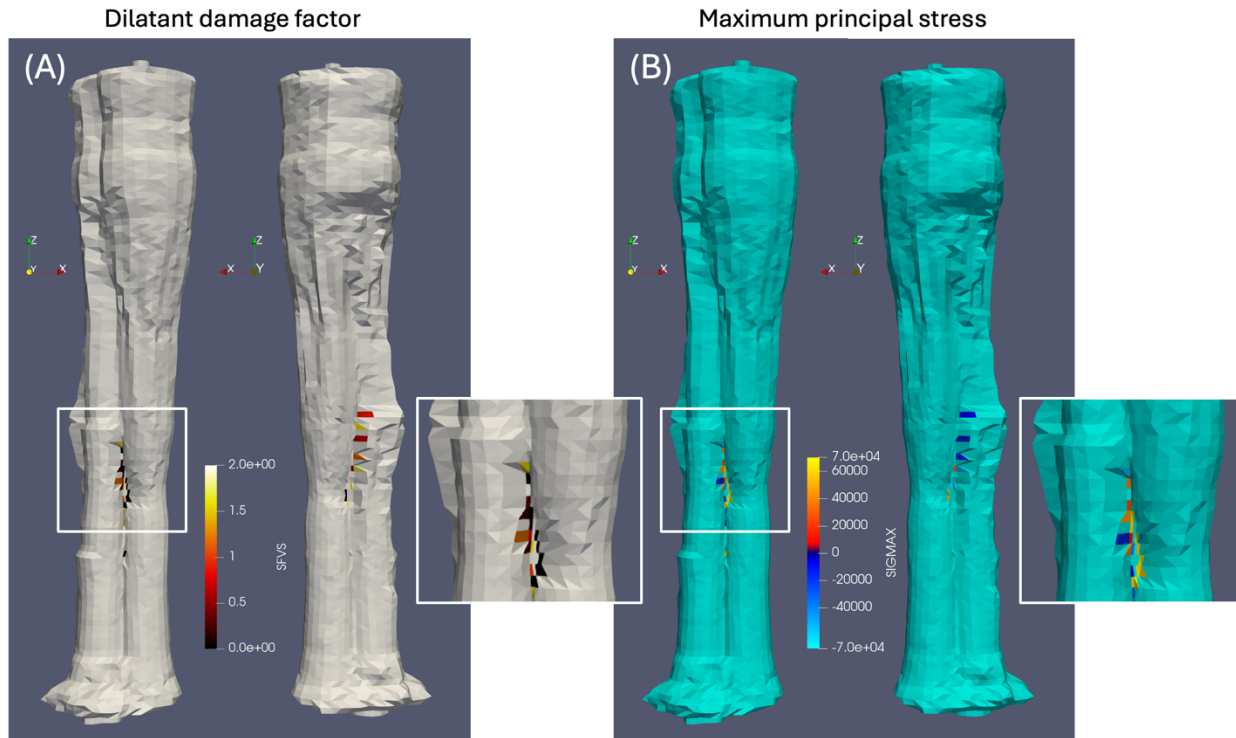 Dilatant damage factor
Maximum principal stress
(A)
(B)
Z
Y
X
Z
X
Y
Z
Y
X
Z
X
Y
2.0e+00
1.5
1
0.5
0.0e+00
SFVS
7.0e+04
60000
40000
20000
0
-20000
-40000
-7.0e+04
SIGMAX